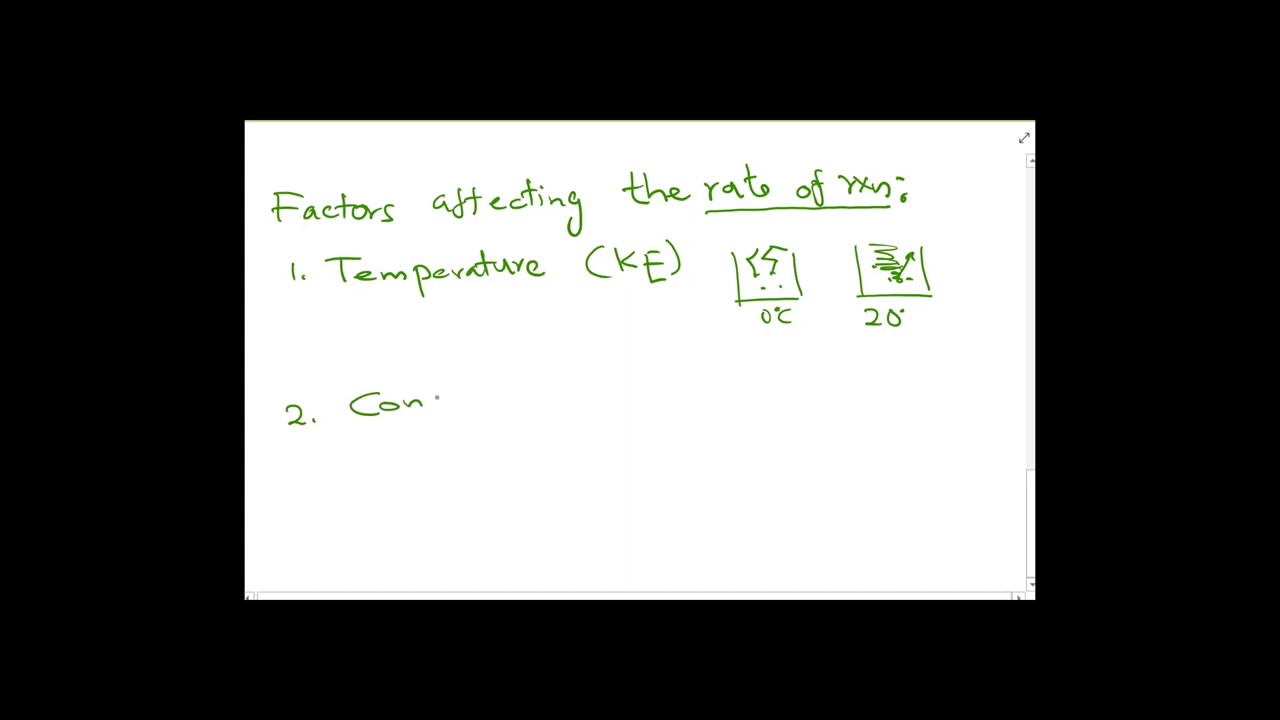 Factors affecting the rate of rxn:
1. Temperature (KE)
0°C 20°
2. Con